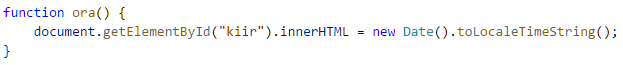 function ora() {
    document.getElementById("kiir").innerHTML = new Date().toLocaleTimeString();
}